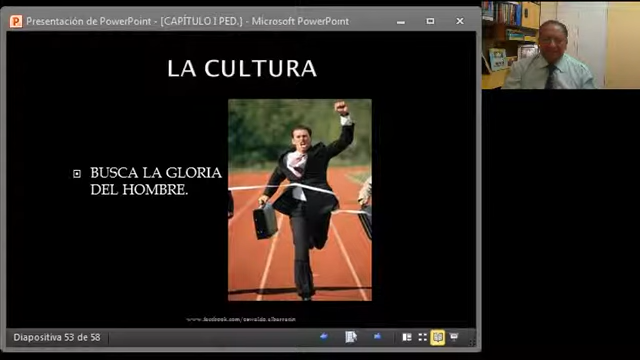 Presentación de PowerPoint - [CAPÍTULO I PED.] - Microsoft PowerPoint
LA CULTURA
BUSCA LA GLORIA
DEL HOMBRE.
Diapositiva 53 de 58